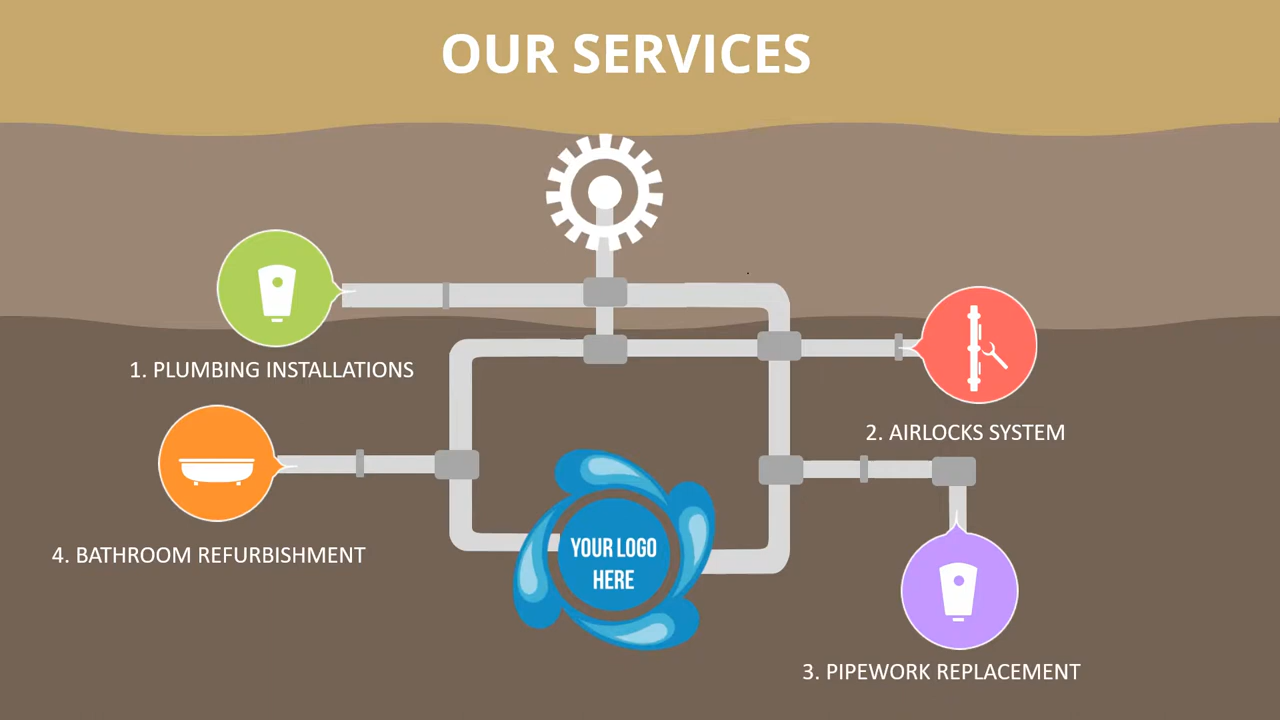 OUR SERVICES
1. PLUMBING INSTALLATIONS
2. AIRLOCKS SYSTEM
4. BATHROOM REFURBISHMENT
YOUR LOGO
HERE
3. PIPEWORK REPLACEMENT